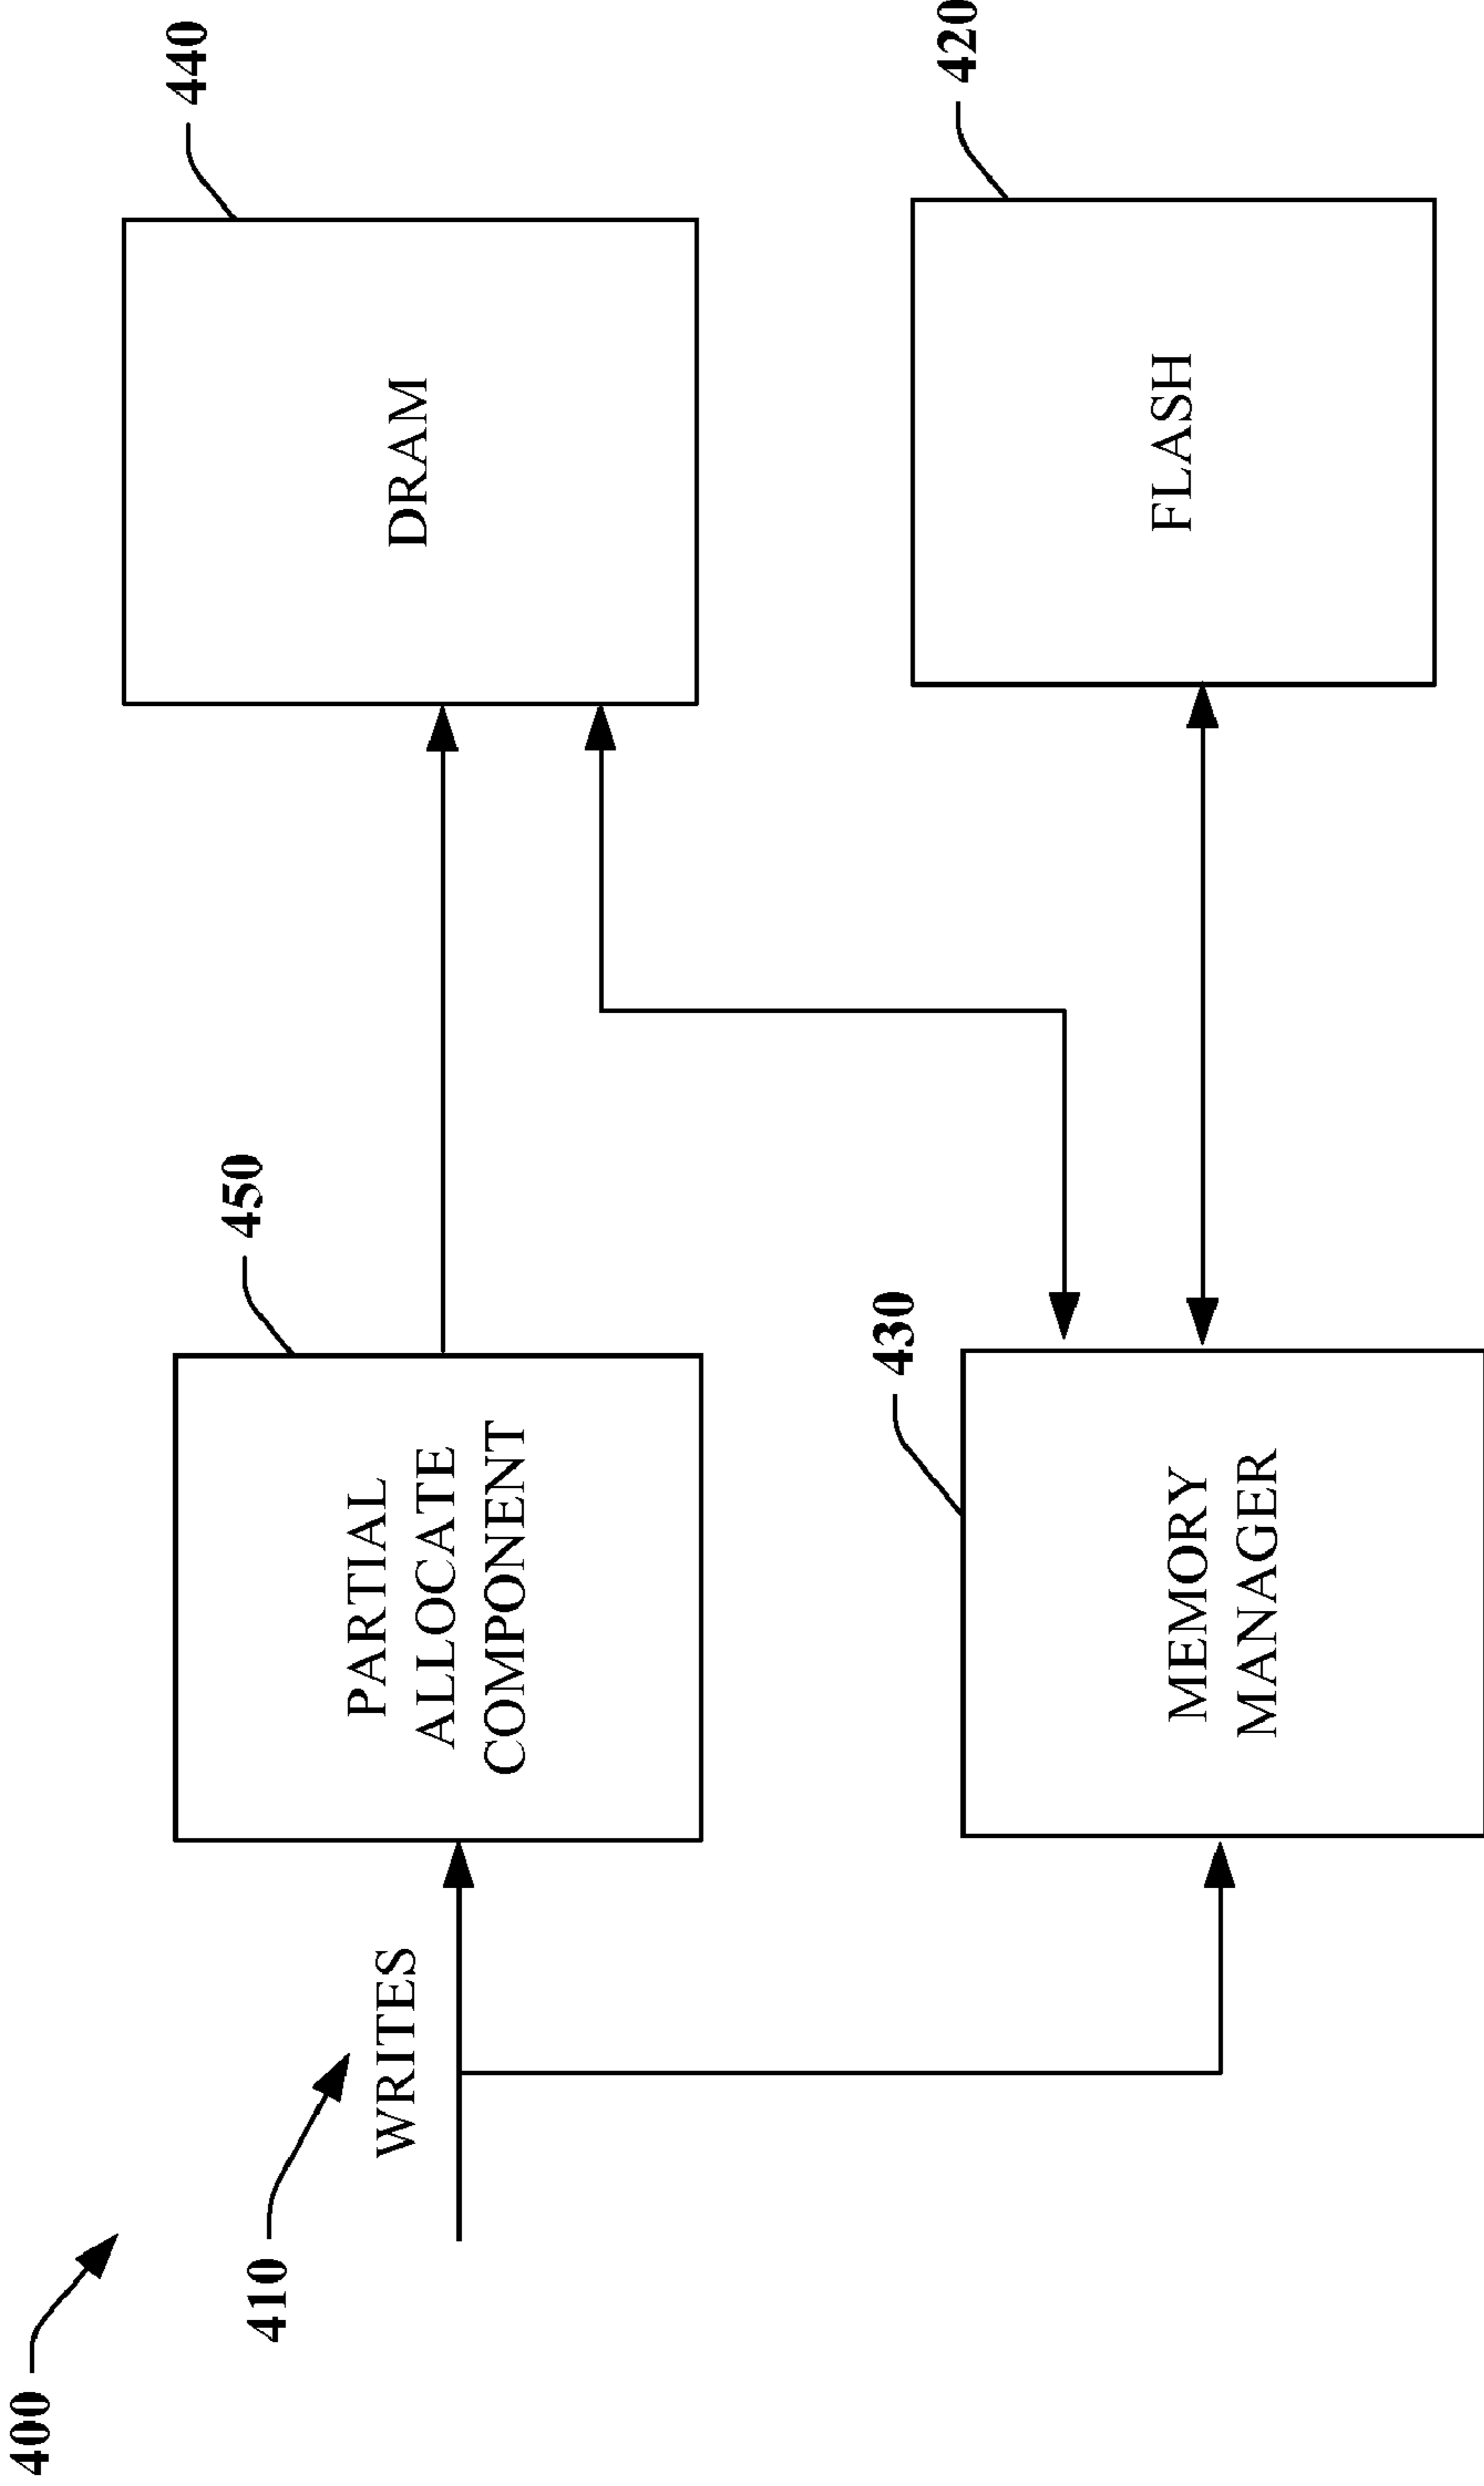 400
410
WRITES
450
PARTIAL
ALLOCATE
COMPONENT
440
DRAM
430
MEMORY
MANAGER
420
FLASH